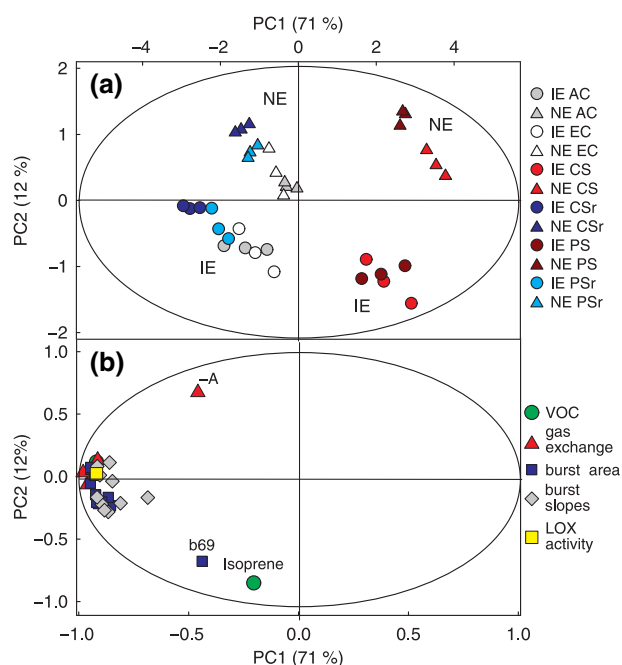 PC1 (71 %)
−4 −2 0 2 4
(a)
PC2 (12 %)
2
1
0
−1
−2
NE
NE
IE
IE
IE AC
NE AC
IE EC
NE EC
IE CS
NE CS
IE CSr
NE CSr
IE PS
NE PS
IE PSr
NE PSr
(b)
PC2 (12%)
1.0
0.5
0.0
−0.5
−1.0
−A
b69
Isoprene
VOC
gas
exchange
burst area
burst
slopes
LOX
activity
−1.0 −0.5 0.0 0.5 1.0
PC1 (71 %)